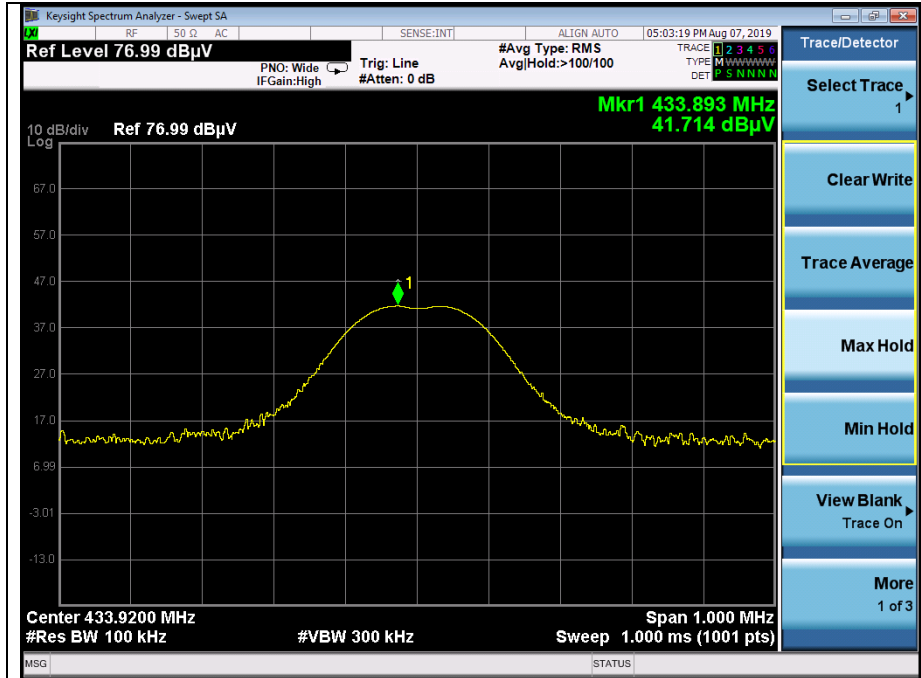 Keysight Spectrum Analyzer - Swept SA
LXI RF 50 Ω AC SENSE:INT ALIGN AUTO 05:03:19 PM Aug 07, 2019
Ref Level 76.99 dBµV
PNO: Wide
IFGain:High
Trig: Line
#Atten: 0 dB
#Avg Type: RMS
Avg|Hold:>100/100
TRACE 1 2 3 4 5 6
TYPE M W W W W W
DET P S N N N N
Mkr1 433.893 MHz
41.714 dBµV
10 dB/div Ref 76.99 dBµV
Log
67.0
57.0
47.0
37.0
27.0
17.0
6.99
-3.01
-13.0
1
Center 433.9200 MHz Span 1.000 MHz
#Res BW 100 kHz #VBW 300 kHz Sweep 1.000 ms (1001 pts)
MSG STATUS
Trace/Detector
Select Trace
1
Clear Write
Trace Average
Max Hold
Min Hold
View Blank
Trace On
More
1 of 3